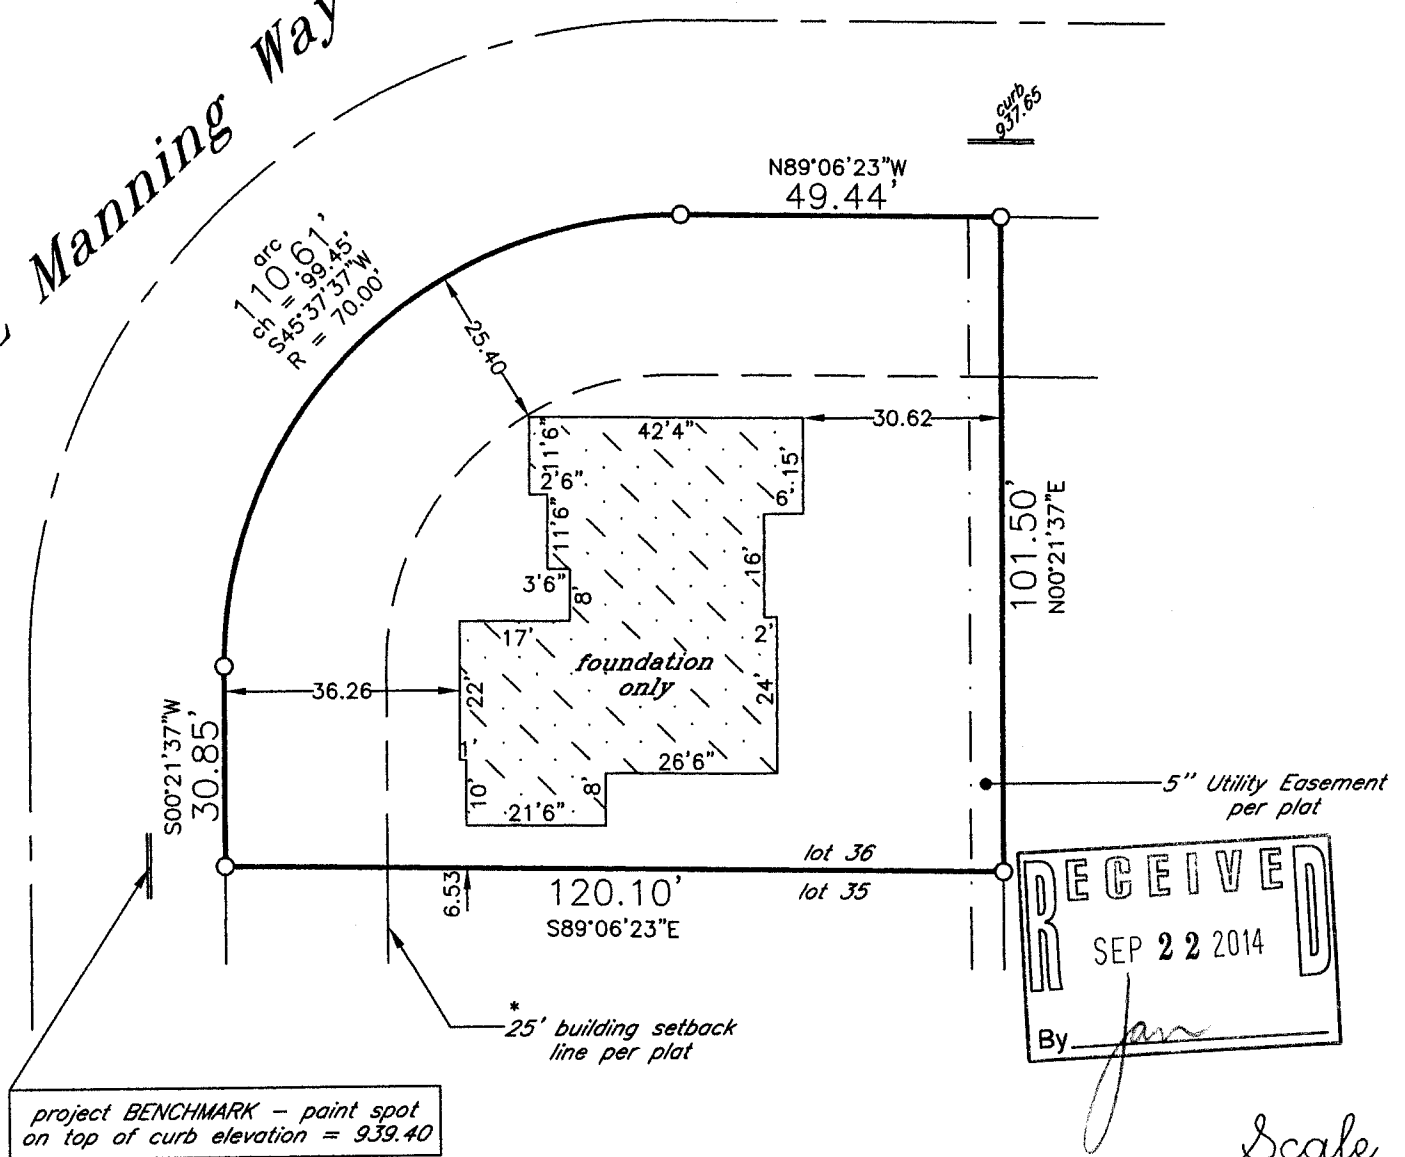 Manning Way
curb
937.65
N89°06'23"W
49.44'
arc
110.61'
ch = 99.45'
S45°37'37"W
R = 70.00'
25.40
42'4"
30.62
11'6"
2'6"
15'
6'
11'6"
16'
3'6"
8'
101.50'
N00°21'37"E
17'
2'
foundation
only
36.26
22'
24'
S00°21'37"W
30.85'
1'
26'6"
10'
8'
21'6"
5" Utility Easement
per plat
lot 36
lot 35
6.53
120.10'
S89°06'23"E
RECEIVED
SEP 22 2014
By Jan
*
25' building setback
line per plat
project BENCHMARK – paint spot
on top of curb elevation = 939.40
Scale